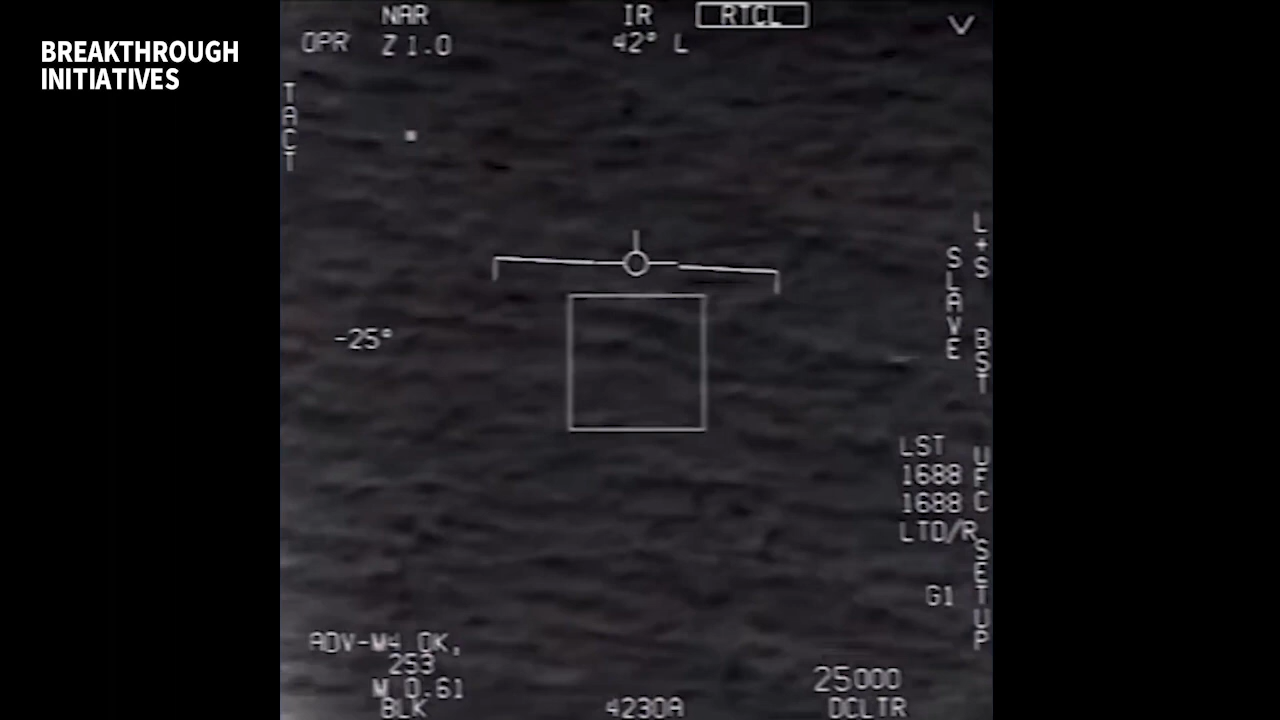 BREAKTHROUGH
INITIATIVES
NAR
IR
RTCL
OPR Z 1.0
42° L
TACT
L+S
SLAVE
-25°
BST
LST
1688
1688
UFC
LTD/R
SETUP
G1
ADV-M4 OK,
253
M 0.61
25000
BLK
4230A
DCLTR